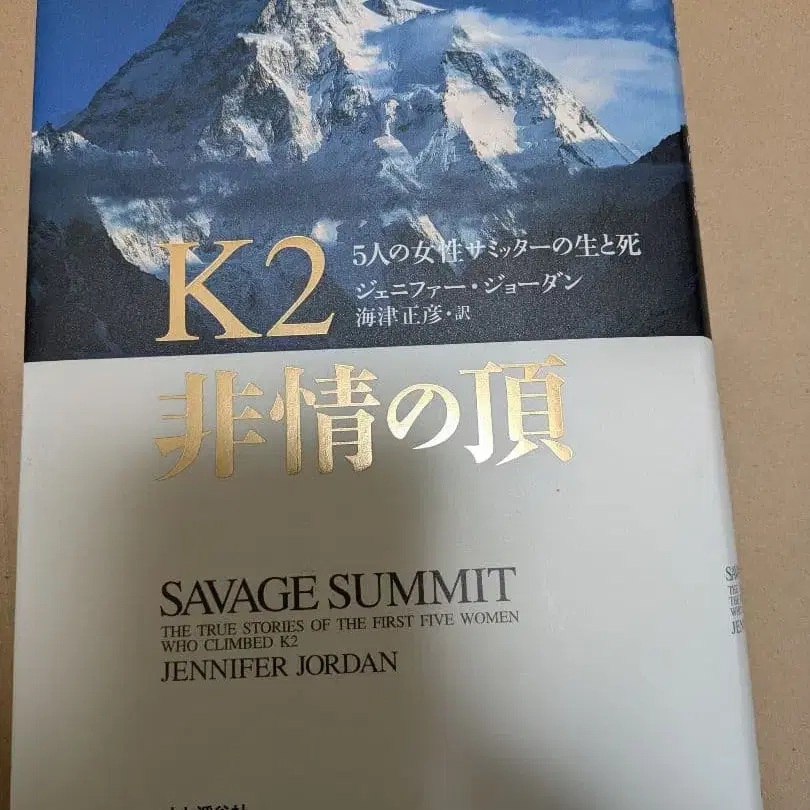 K2
5人の女性サミッターの生と死
ジェニファー・ジョーダン
海津正彦・訳
非情の頂
SAVAGE SUMMIT
THE TRUE STORIES OF THE FIRST FIVE WOMEN
WHO CLIMBED K2
JENNIFER JORDAN